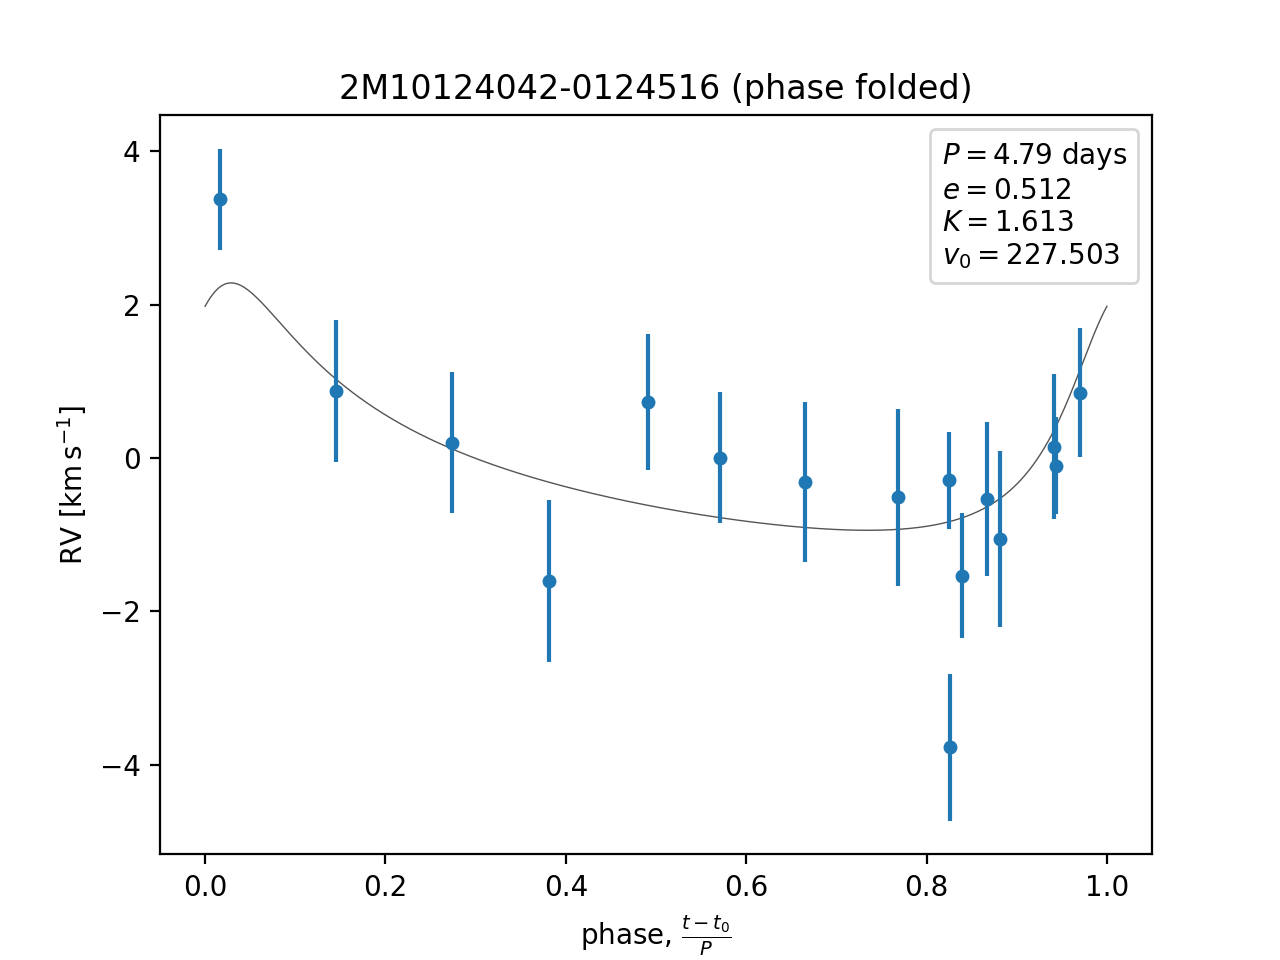 2M10124042-0124516 (phase folded)
P = 4.79 days
e = 0.512
K = 1.613
v₀ = 227.503
RV [km s⁻¹]
4
2
0
−2
−4
0.0 0.2 0.4 0.6 0.8 1.0
phase, (t − t₀)/P